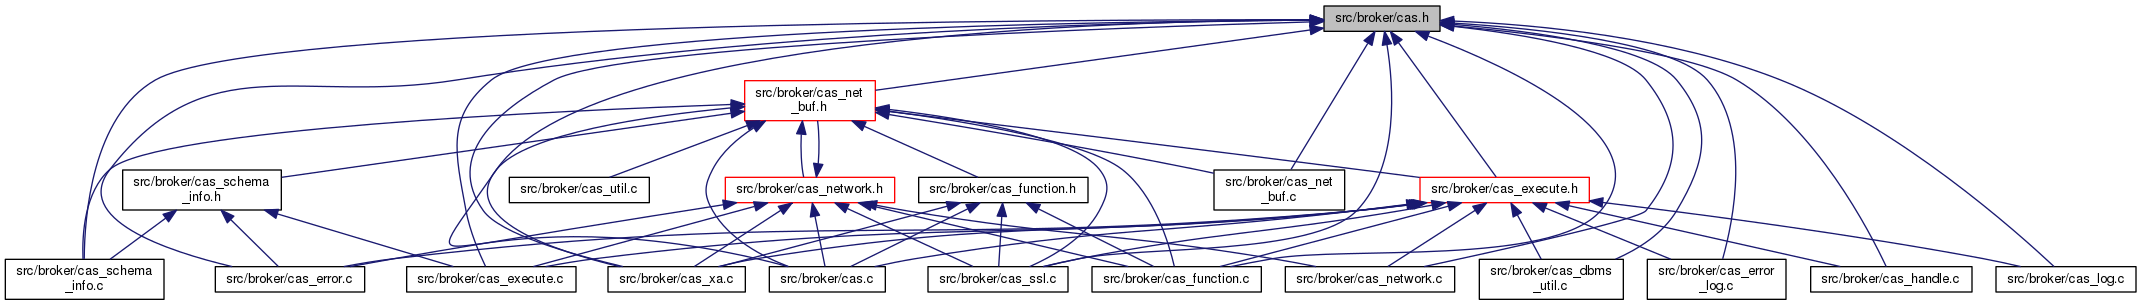 src/broker/cas.h
src/broker/cas_net
_buf.h
src/broker/cas_schema
_info.h
src/broker/cas_util.c
src/broker/cas_network.h
src/broker/cas_function.h
src/broker/cas_net
_buf.c
src/broker/cas_execute.h
src/broker/cas_schema
_info.c
src/broker/cas_error.c
src/broker/cas_execute.c
src/broker/cas_xa.c
src/broker/cas.c
src/broker/cas_ssl.c
src/broker/cas_function.c
src/broker/cas_network.c
src/broker/cas_dbms
_util.c
src/broker/cas_error
_log.c
src/broker/cas_handle.c
src/broker/cas_log.c